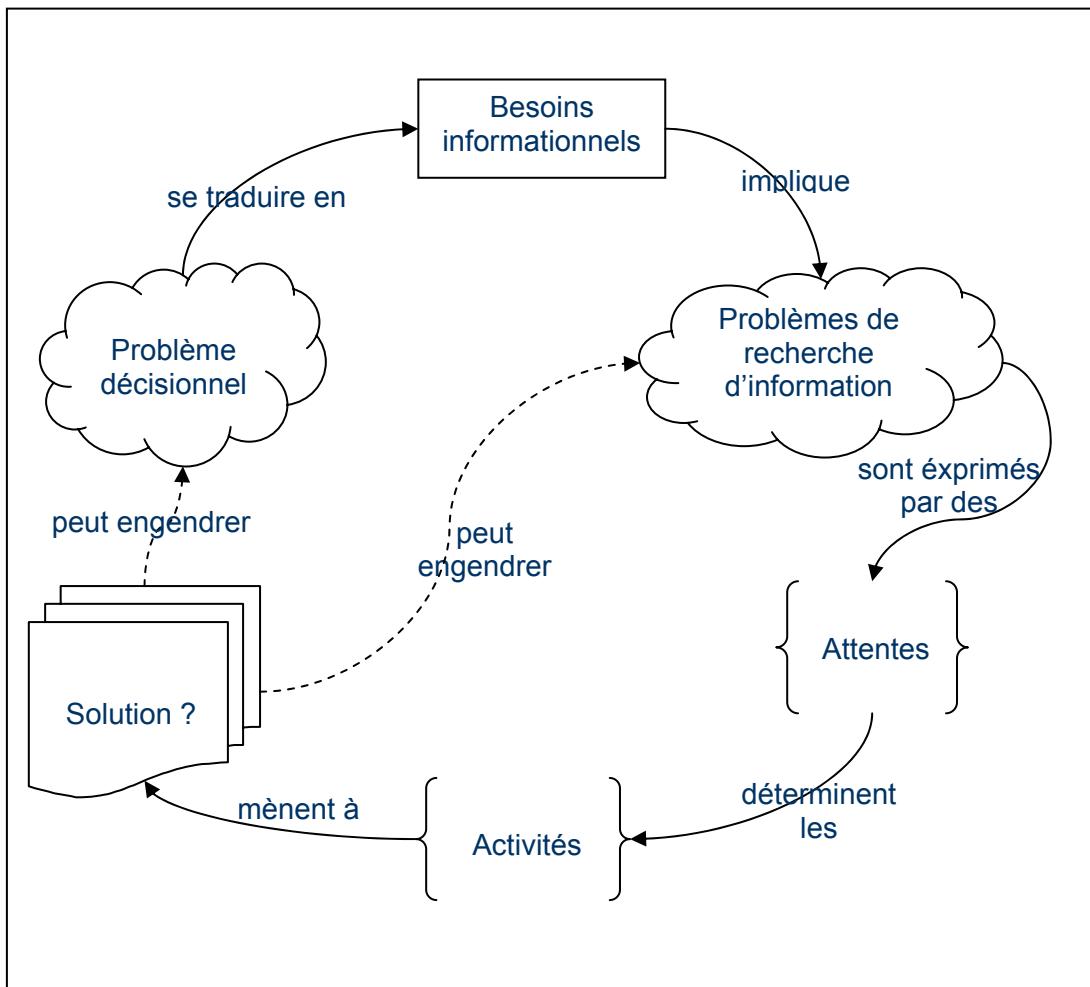 Besoins
informationnels
se traduire en
implique
Problème
décisionnel
Problèmes de
recherche
d'information
sont éxprimés
par des
peut engendrer
peut
engendrer
Attentes
Solution ?
déterminent
les
mènent à
Activités